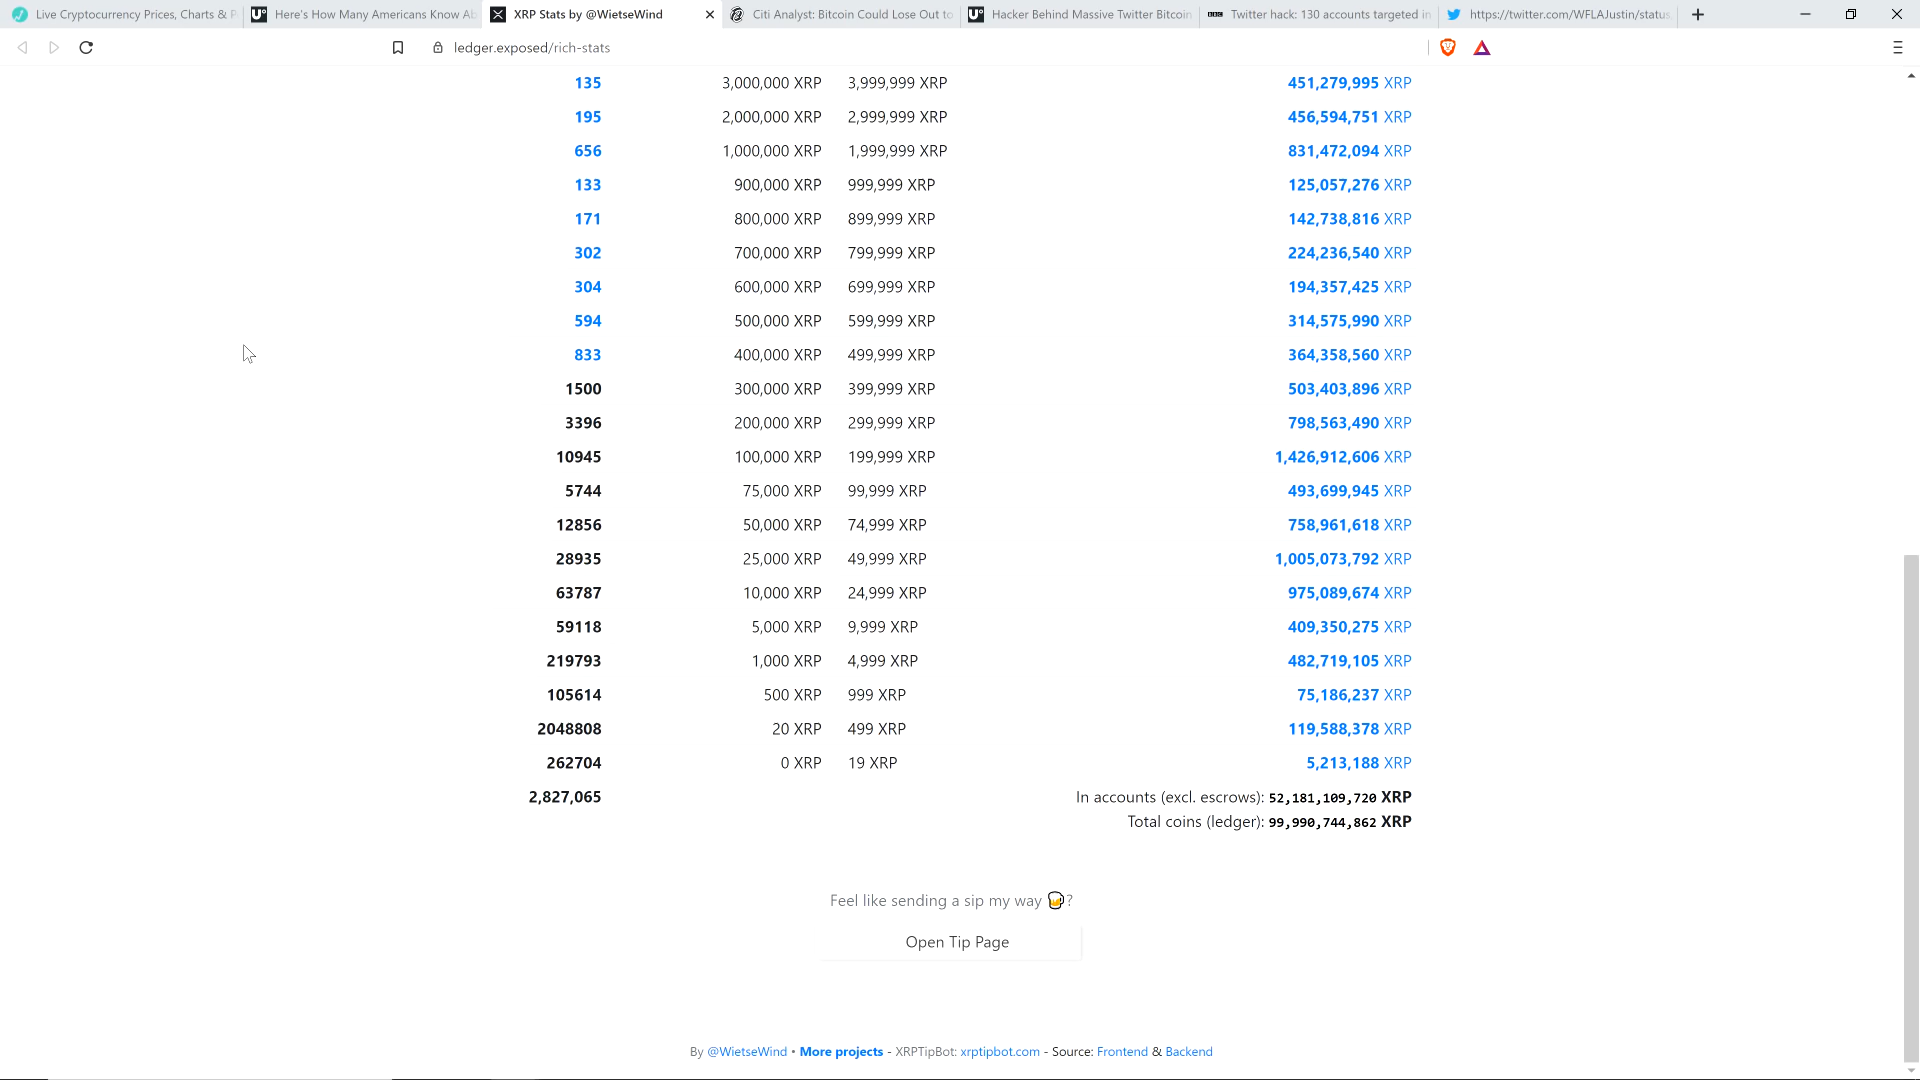 Live Cryptocurrency Prices, Charts & P
Here's How Many Americans Know Ab
XRP Stats by @WietseWind
Citi Analyst: Bitcoin Could Lose Out to
Hacker Behind Massive Twitter Bitcoin
BBC Twitter hack: 130 accounts targeted in
https://twitter.com/WFLAJustin/status
ledger.exposed/rich-stats
135 3,000,000 XRP 3,999,999 XRP 451,279,995 XRP
195 2,000,000 XRP 2,999,999 XRP 456,594,751 XRP
656 1,000,000 XRP 1,999,999 XRP 831,472,094 XRP
133 900,000 XRP 999,999 XRP 125,057,276 XRP
171 800,000 XRP 899,999 XRP 142,738,816 XRP
302 700,000 XRP 799,999 XRP 224,236,540 XRP
304 600,000 XRP 699,999 XRP 194,357,425 XRP
594 500,000 XRP 599,999 XRP 314,575,990 XRP
833 400,000 XRP 499,999 XRP 364,358,560 XRP
1500 300,000 XRP 399,999 XRP 503,403,896 XRP
3396 200,000 XRP 299,999 XRP 798,563,490 XRP
10945 100,000 XRP 199,999 XRP 1,426,912,606 XRP
5744 75,000 XRP 99,999 XRP 493,699,945 XRP
12856 50,000 XRP 74,999 XRP 758,961,618 XRP
28935 25,000 XRP 49,999 XRP 1,005,073,792 XRP
63787 10,000 XRP 24,999 XRP 975,089,674 XRP
59118 5,000 XRP 9,999 XRP 409,350,275 XRP
219793 1,000 XRP 4,999 XRP 482,719,105 XRP
105614 500 XRP 999 XRP 75,186,237 XRP
2048808 20 XRP 499 XRP 119,588,378 XRP
262704 0 XRP 19 XRP 5,213,188 XRP
2,827,065 In accounts (excl. escrows): 52,181,109,720 XRP
Total coins (ledger): 99,990,744,862 XRP
Feel like sending a sip my way 🍺?
Open Tip Page
By @WietseWind • More projects - XRPTipBot: xrptipbot.com - Source: Frontend & Backend